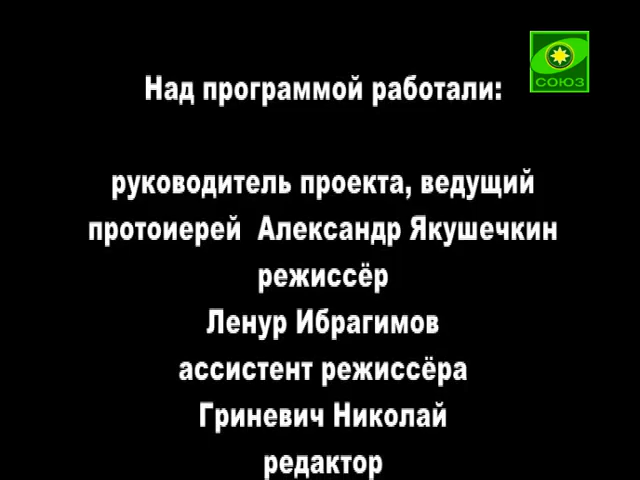 СОЮЗ
Над программой работали:
руководитель проекта, ведущий
протоиерей Александр Якушечкин
режиссёр
Ленур Ибрагимов
ассистент режиссёра
Гриневич Николай
редактор